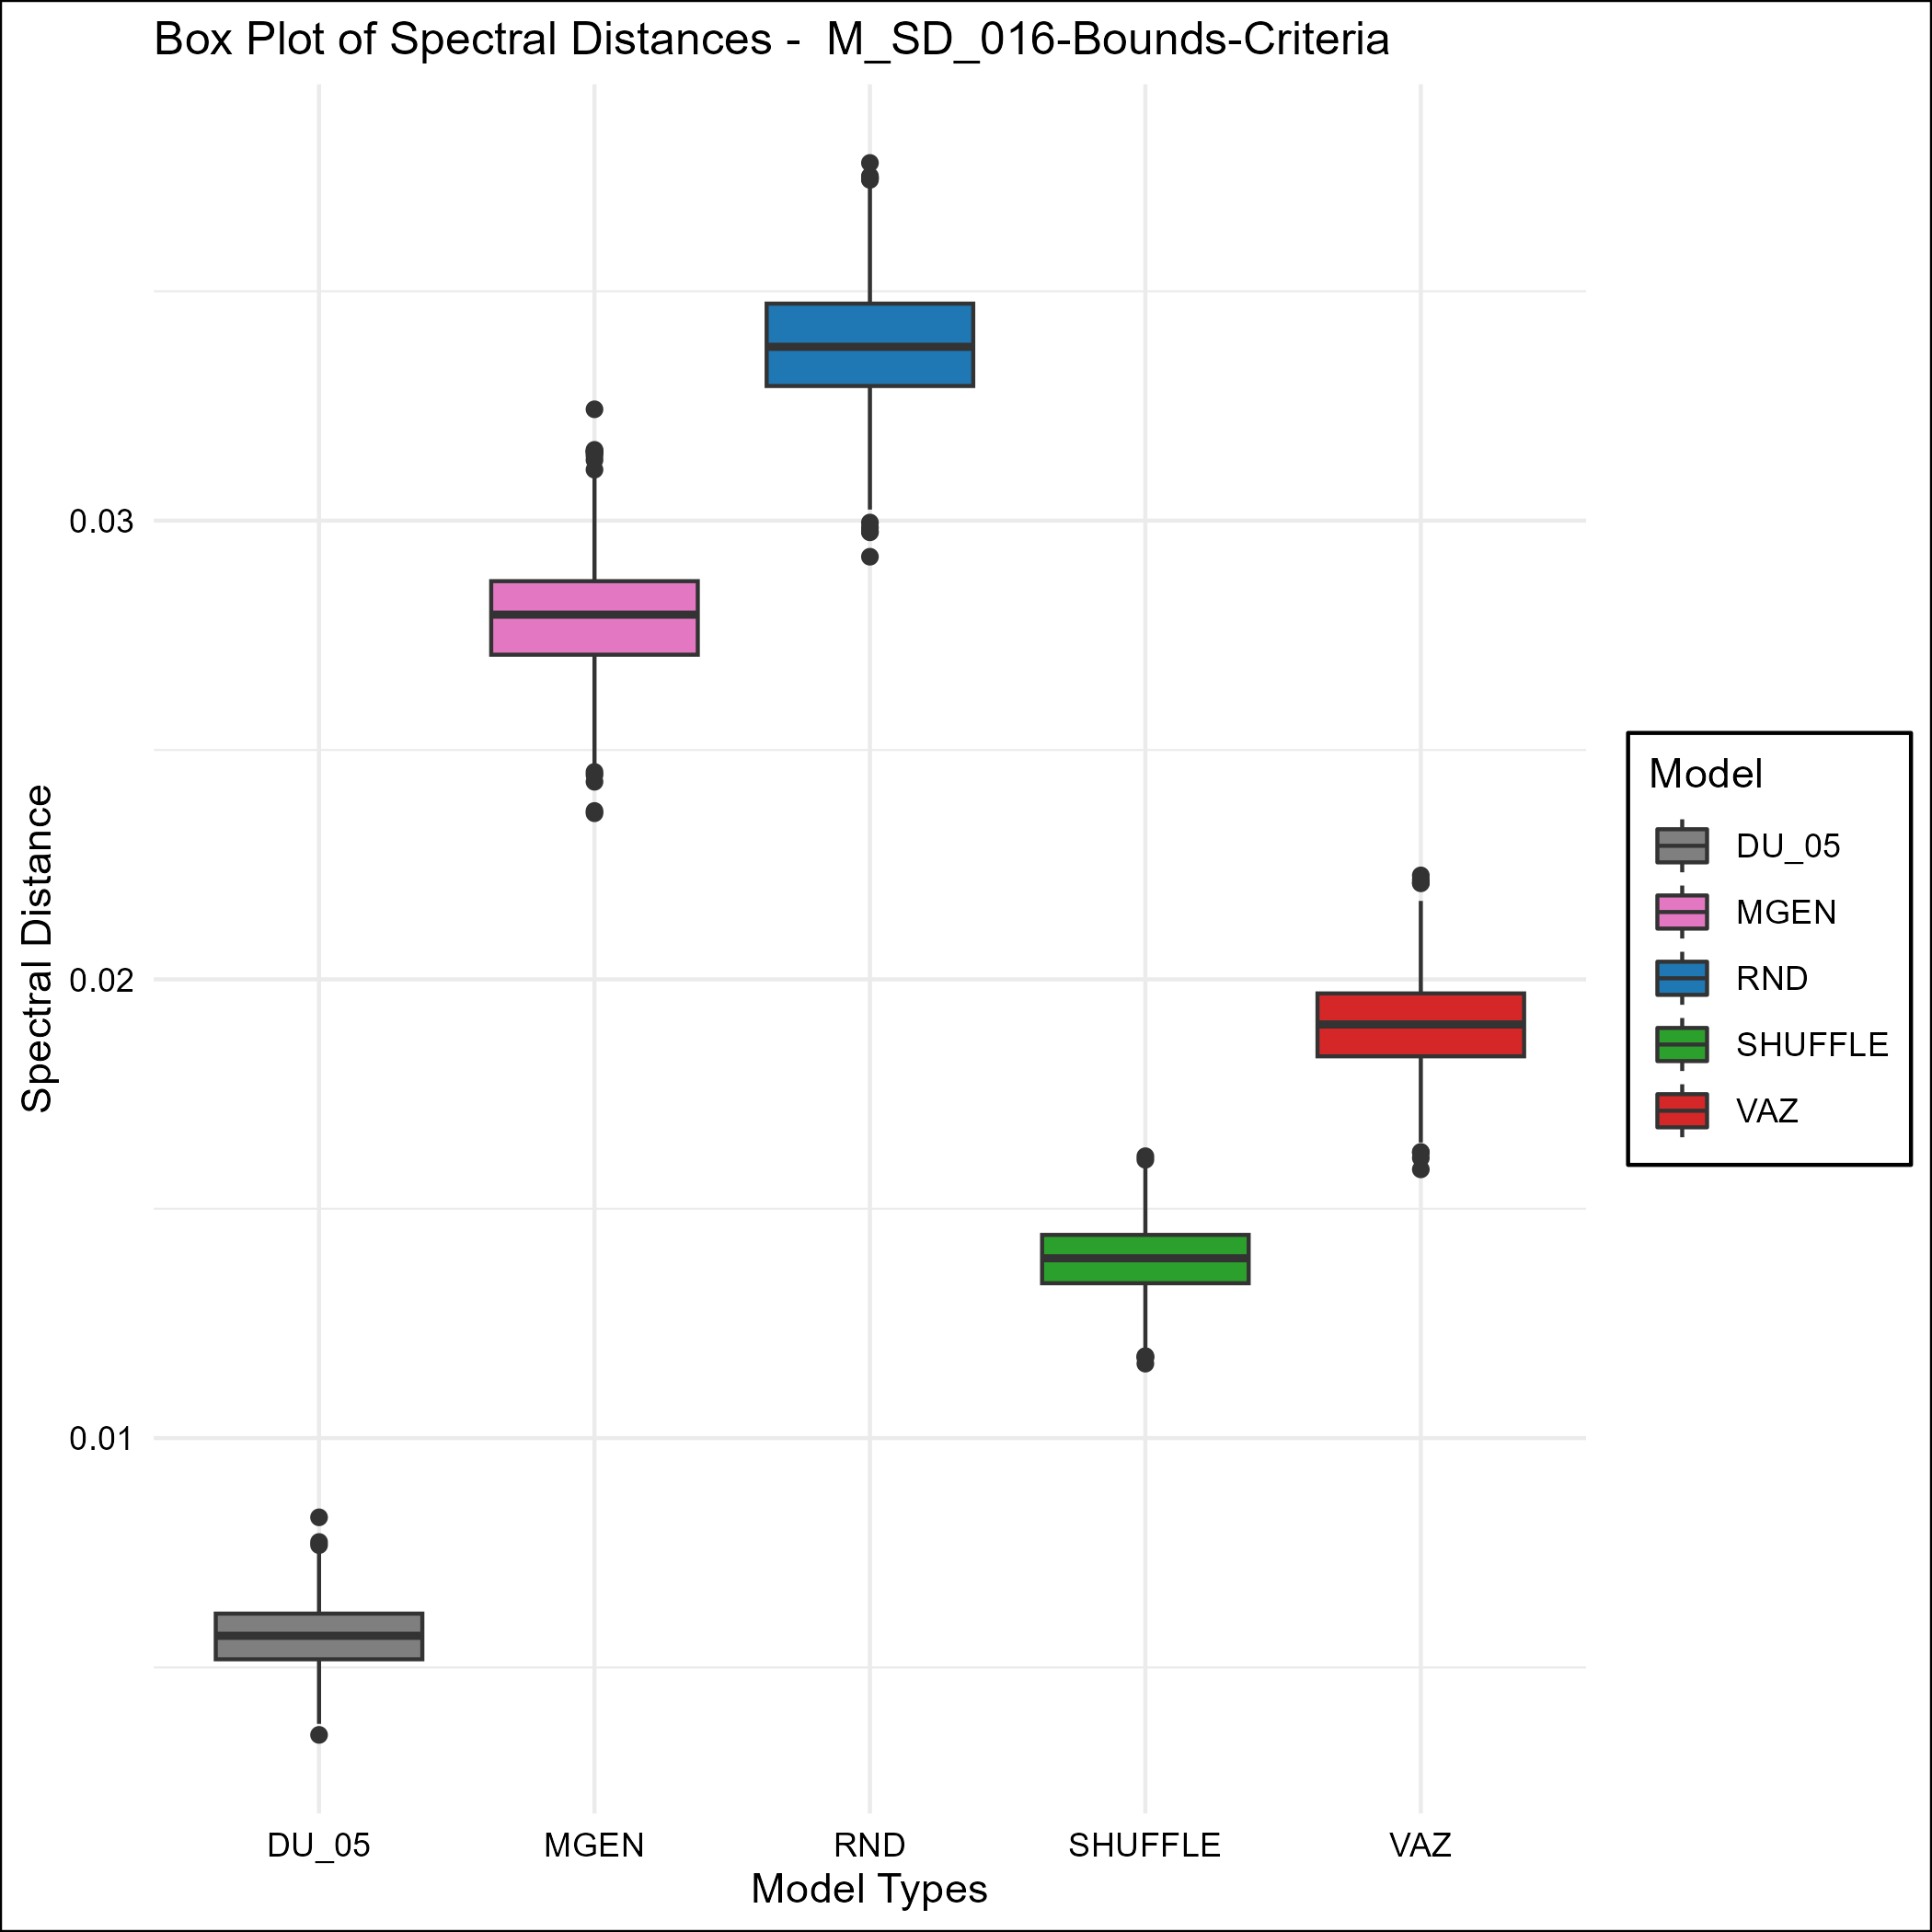 Box Plot of Spectral Distances -  M_SD_016-Bounds-Criteria
Spectral Distance
0.03
0.02
0.01
DU_05 MGEN RND SHUFFLE VAZ
Model Types
Model
DU_05
MGEN
RND
SHUFFLE
VAZ